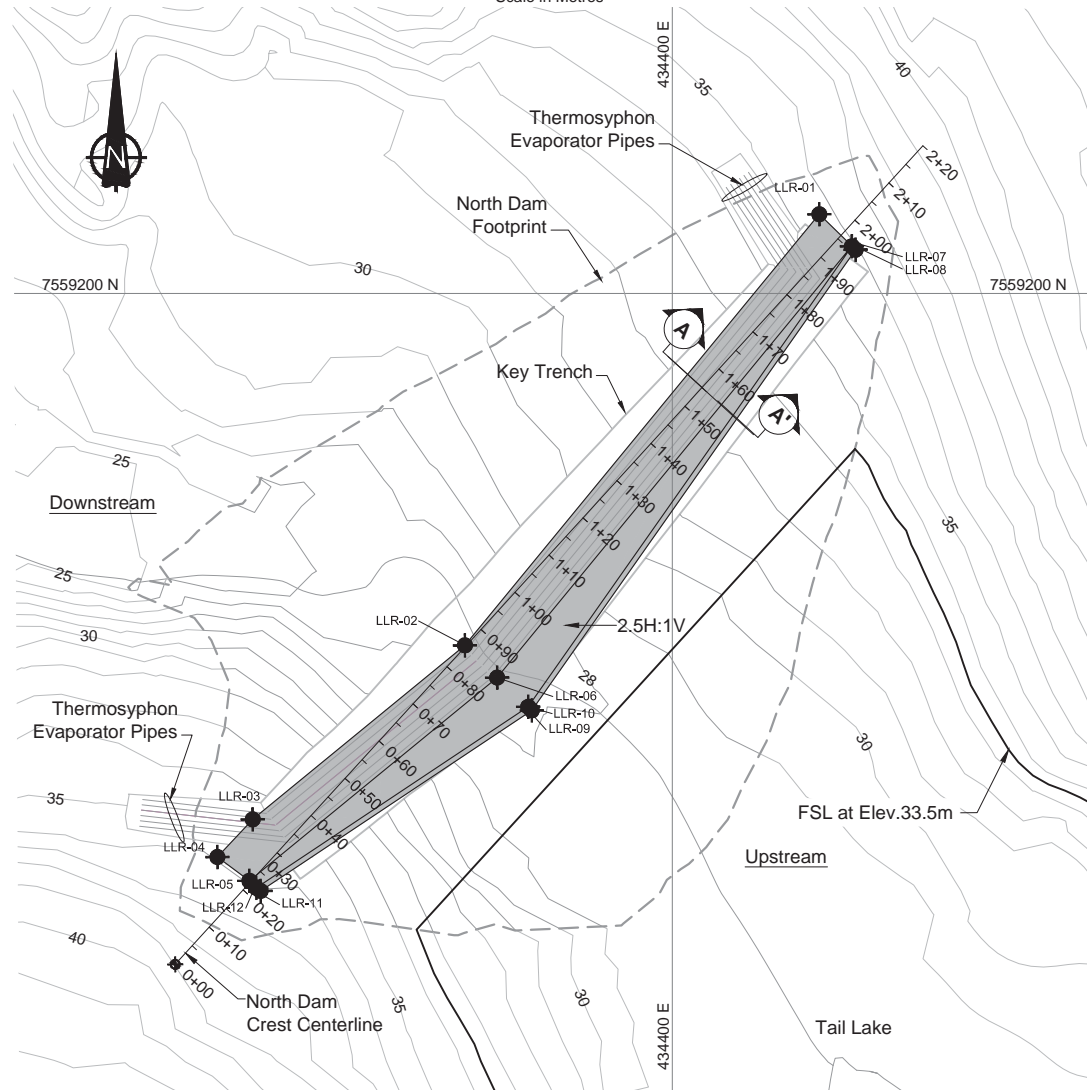 Scale in Metres
434400 E
40
35
Thermosyphon
Evaporator Pipes
N
2+20
LLR-01
2+10
North Dam
Footprint
2+00
LLR-07
LLR-08
30
1+90
7559200 N
7559200 N
1+80
A
1+70
Key Trench
1+60
A'
1+50
1+40
25
Downstream
1+30
35
1+20
1+10
25
1+00
LLR-02
2.5H:1V
30
0+90
28
0+80
LLR-06
LLR-10
LLR-09
Thermosyphon
Evaporator Pipes
0+70
30
0+60
35
LLR-03
0+50
FSL at Elev.33.5m
0+40
LLR-04
Upstream
0+30
LLR-05
LLR-11
LLR-12
0+20
40
0+10
0+00
North Dam
Crest Centerline
35
30
434400 E
Tail Lake